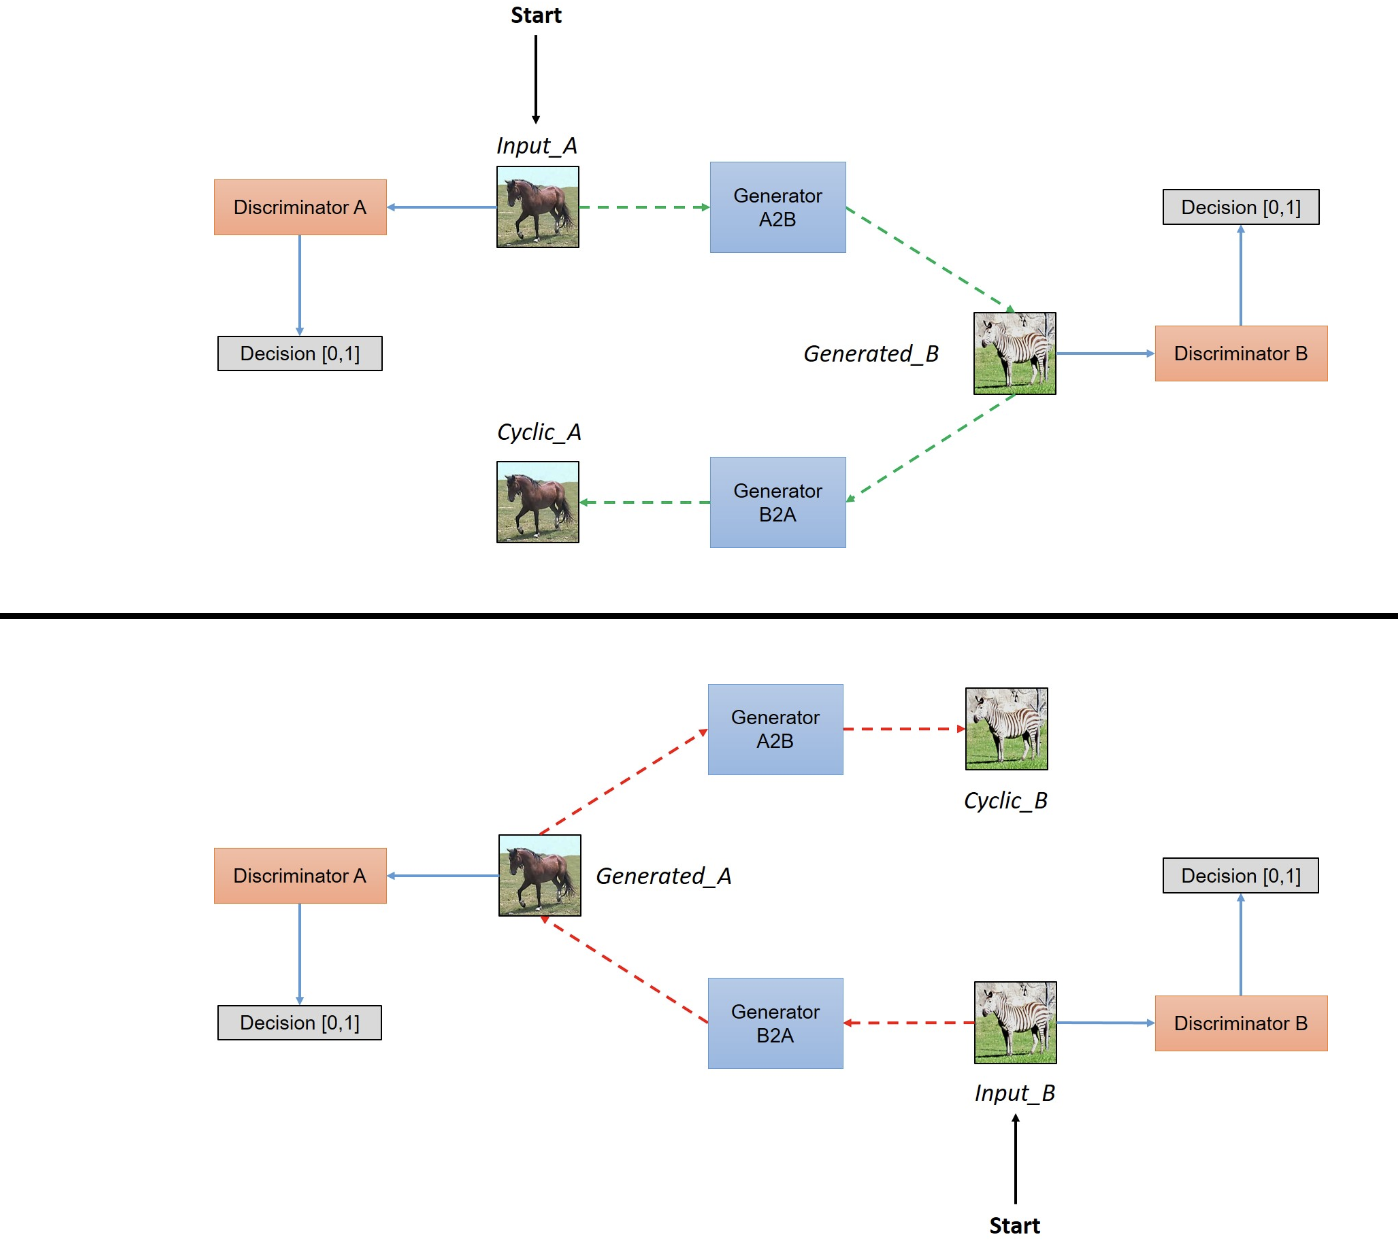 Start
Input_A
Discriminator A
Generator
A2B
Decision [0,1]
Decision [0,1]
Generated_B
Discriminator B
Cyclic_A
Generator
B2A
Generator
A2B
Cyclic_B
Discriminator A
Generated_A
Decision [0,1]
Decision [0,1]
Generator
B2A
Discriminator B
Input_B
Start